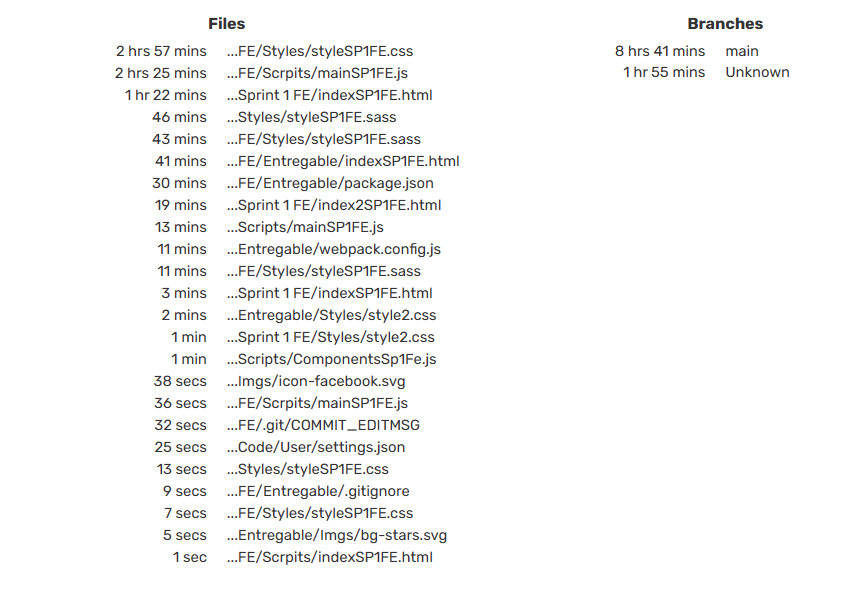 Files
2 hrs 57 mins ...FE/Styles/styleSP1FE.css
2 hrs 25 mins ...FE/Scrpits/mainSP1FE.js
1 hr 22 mins ...Sprint 1 FE/indexSP1FE.html
46 mins ...Styles/styleSP1FE.sass
43 mins ...FE/Styles/styleSP1FE.sass
41 mins ...FE/Entregable/indexSP1FE.html
30 mins ...FE/Entregable/package.json
19 mins ...Sprint 1 FE/index2SP1FE.html
13 mins ...Scripts/mainSP1FE.js
11 mins ...Entregable/webpack.config.js
11 mins ...FE/Styles/styleSP1FE.sass
3 mins ...Sprint 1 FE/indexSP1FE.html
2 mins ...Entregable/Styles/style2.css
1 min ...Sprint 1 FE/Styles/style2.css
1 min ...Scripts/ComponentsSp1Fe.js
38 secs ...Imgs/icon-facebook.svg
36 secs ...FE/Scrpits/mainSP1FE.js
32 secs ...FE/.git/COMMIT_EDITMSG
25 secs ...Code/User/settings.json
13 secs ...Styles/styleSP1FE.css
9 secs ...FE/Entregable/.gitignore
7 secs ...FE/Styles/styleSP1FE.css
5 secs ...Entregable/Imgs/bg-stars.svg
1 sec ...FE/Scrpits/indexSP1FE.html
Branches
8 hrs 41 mins main
1 hr 55 mins Unknown